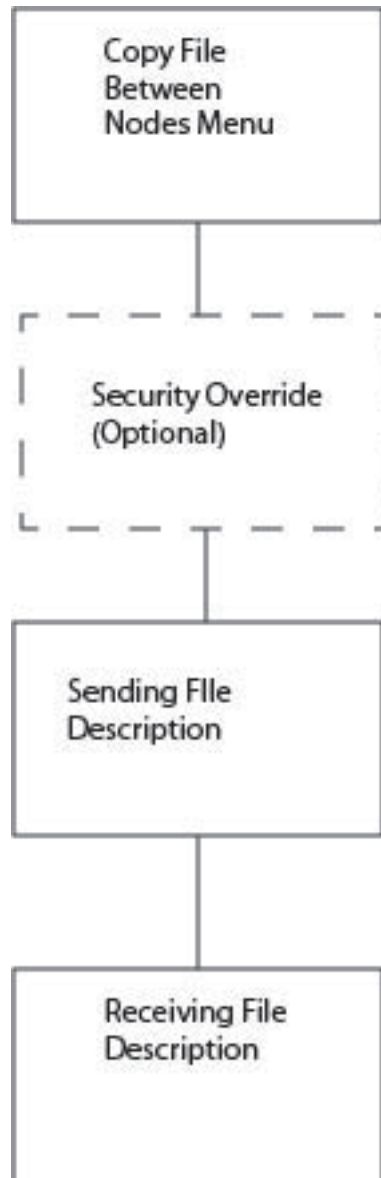 Copy File
Between
Nodes Menu
Security Override
(Optional)
Sending FIle
Description
Receiving File
Description